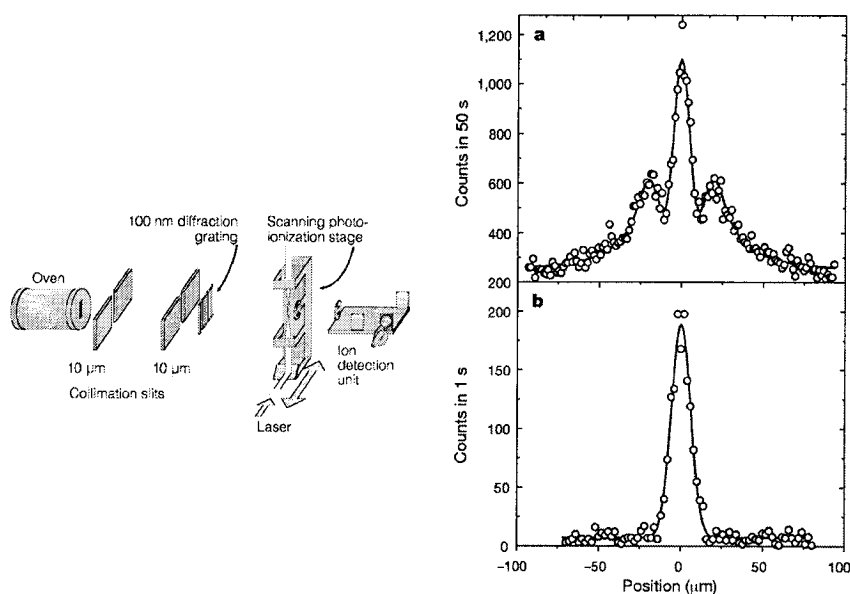 100 nm diffraction
grating
Scanning photo-
ionization stage
Oven
10 µm
10 µm
Collimation slits
Ion
detection
unit
Laser
a
1,200
1,000
800
600
400
200
Counts in 50 s
b
200
150
100
50
0
Counts in 1 s
−100
−50
0
50
100
Position (µm)